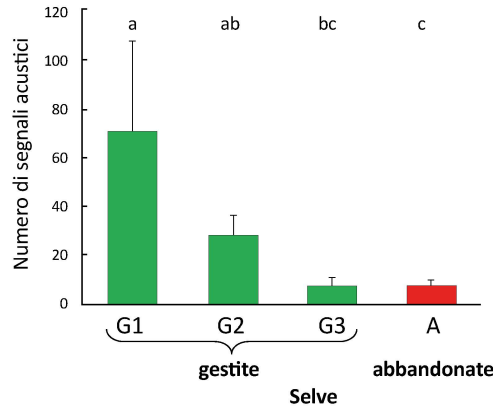 Numero di segnali acustici
120
100
80
60
40
20
0
a ab bc c
G1 G2 G3 A
gestite abbandonate
Selve